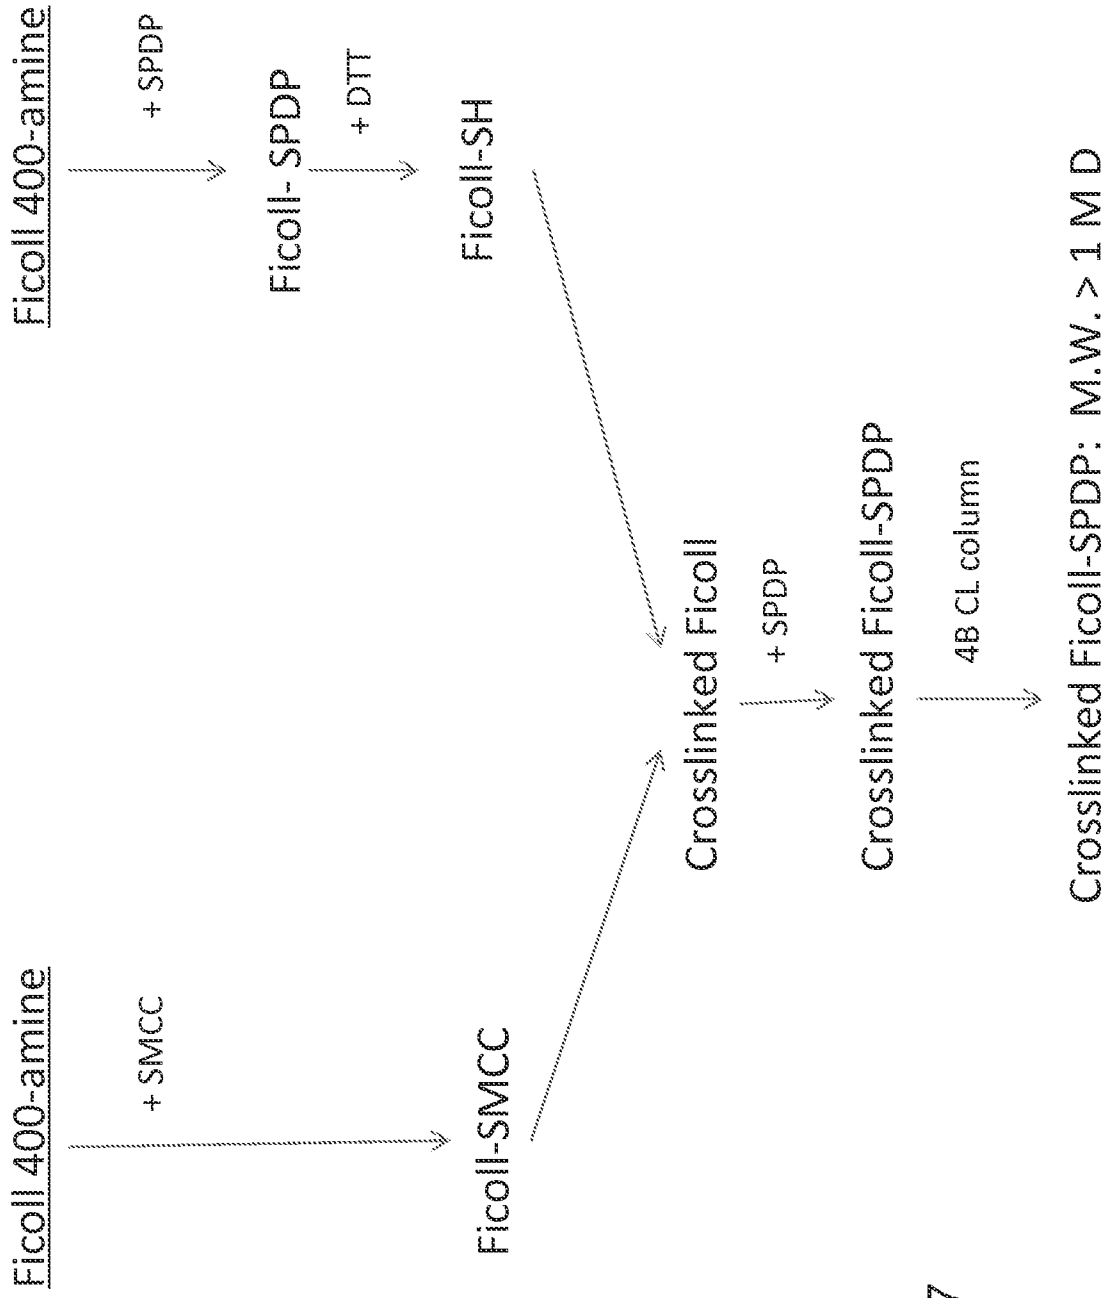 Ficoll 400-amine
+ SMCC
Ficoll-SMCC
Ficoll 400-amine
+ SPDP
Ficoll- SPDP
+ DTT
Ficoll-SH
Crosslinked Ficoll
+ SPDP
Crosslinked Ficoll-SPDP
4B CL column
Crosslinked Ficoll-SPDP: M.W. > 1 M D
7